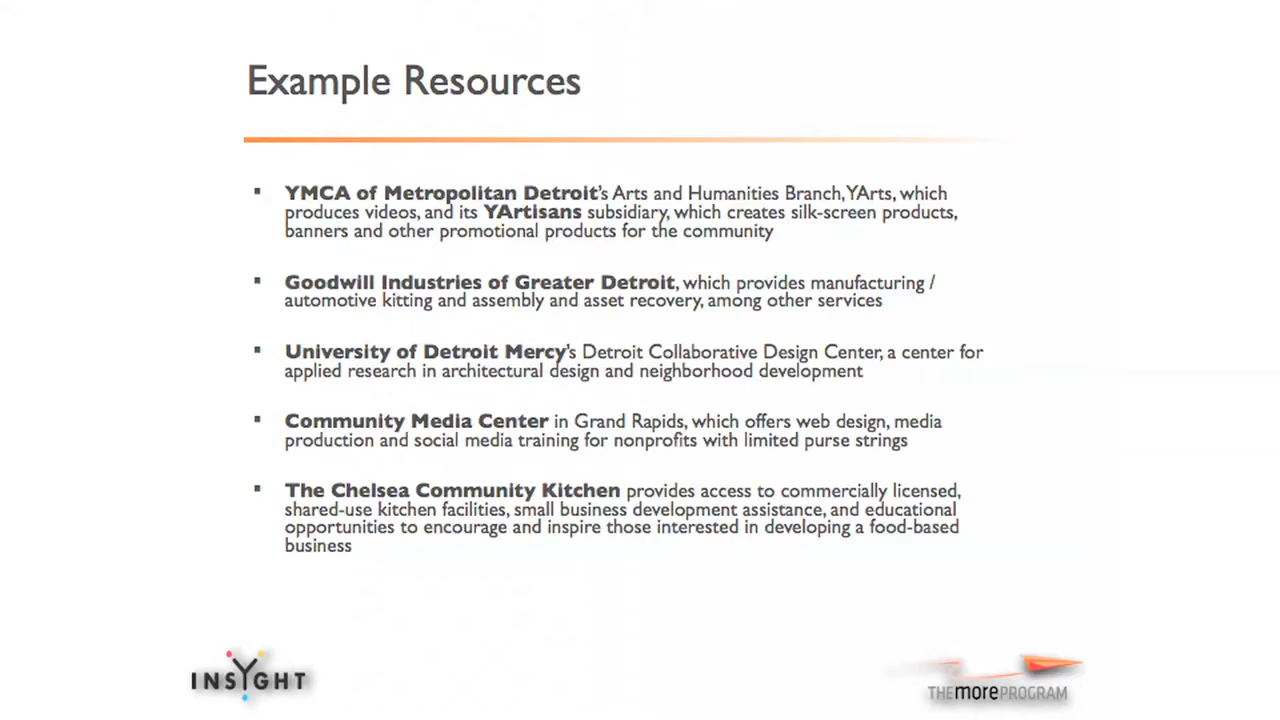 Example Resources
▪ YMCA of Metropolitan Detroit's Arts and Humanities Branch, YArts, which
produces videos, and its YArtisans subsidiary, which creates silk-screen products,
banners and other promotional products for the community
▪ Goodwill Industries of Greater Detroit, which provides manufacturing /
automotive kitting and assembly and asset recovery, among other services
▪ University of Detroit Mercy's Detroit Collaborative Design Center, a center for
applied research in architectural design and neighborhood development
▪ Community Media Center in Grand Rapids, which offers web design, media
production and social media training for nonprofits with limited purse strings
▪ The Chelsea Community Kitchen provides access to commercially licensed,
shared-use kitchen facilities, small business development assistance, and educational
opportunities to encourage and inspire those interested in developing a food-based
business
INSYGHT
THEmorePROGRAM